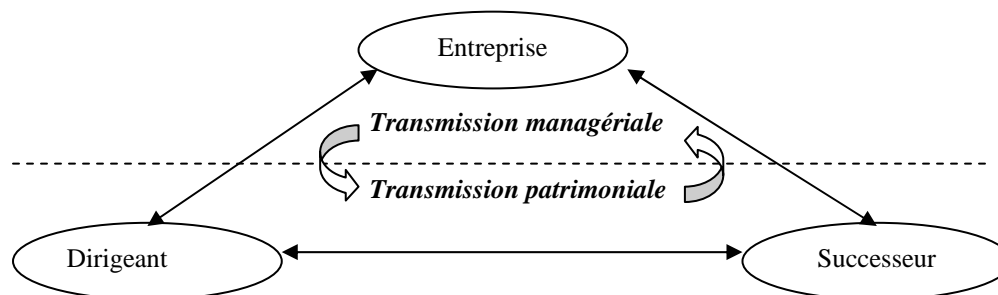 Entreprise
Transmission managériale
Transmission patrimoniale
Dirigeant
Successeur